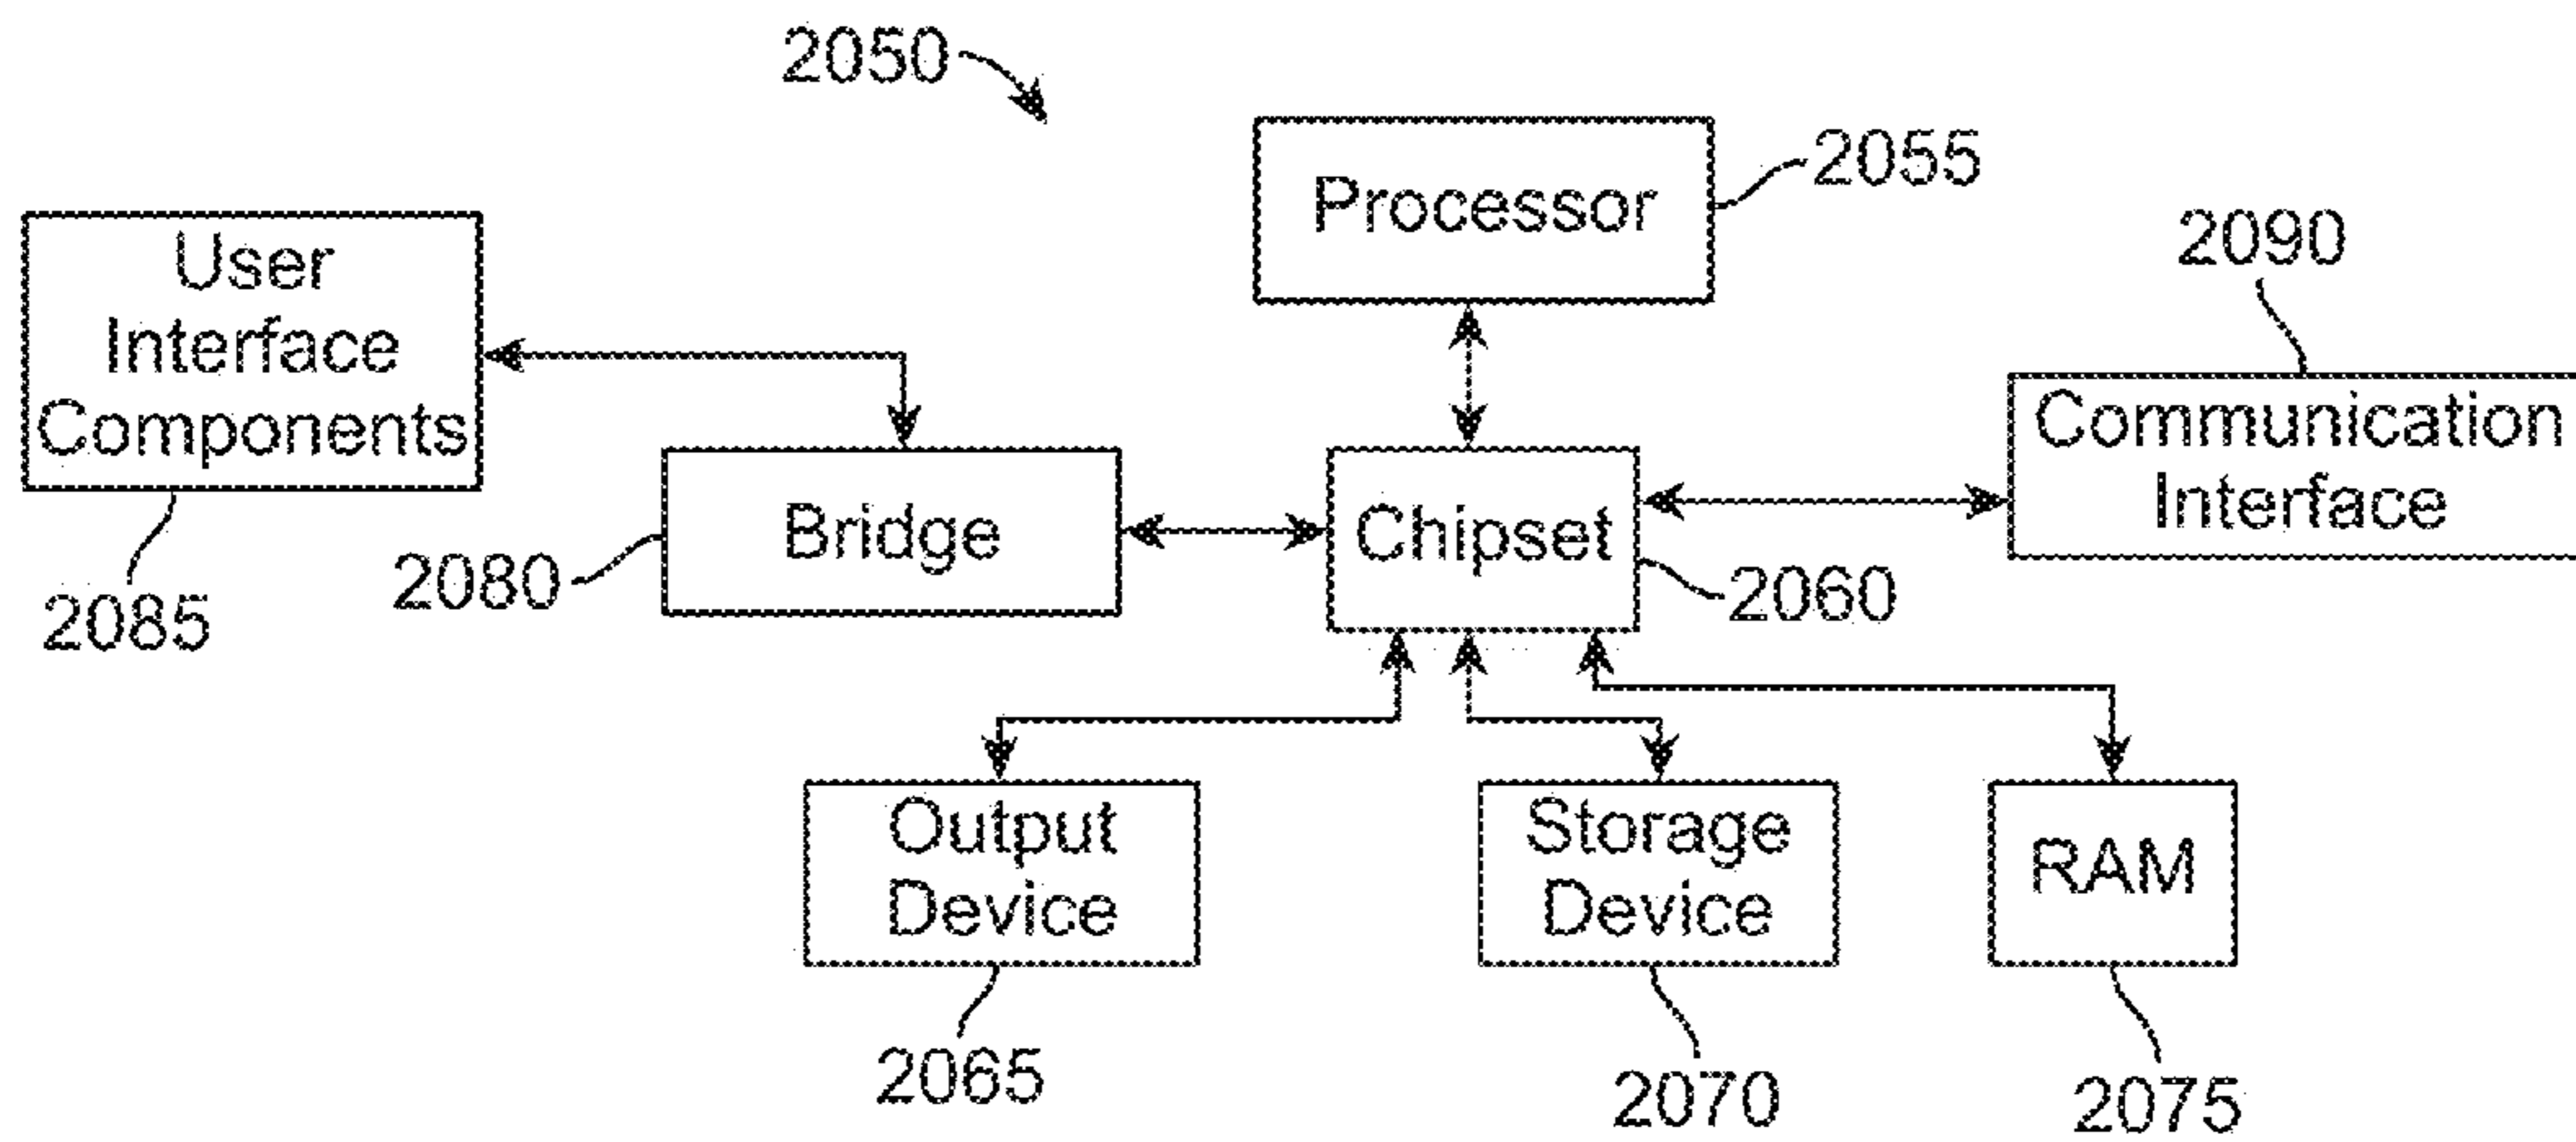 2050
Processor
2055
User
Interface
Components
2085
2090
Communication
Interface
Bridge
2080
Chipset
2060
Output
Device
2065
Storage
Device
2070
RAM
2075